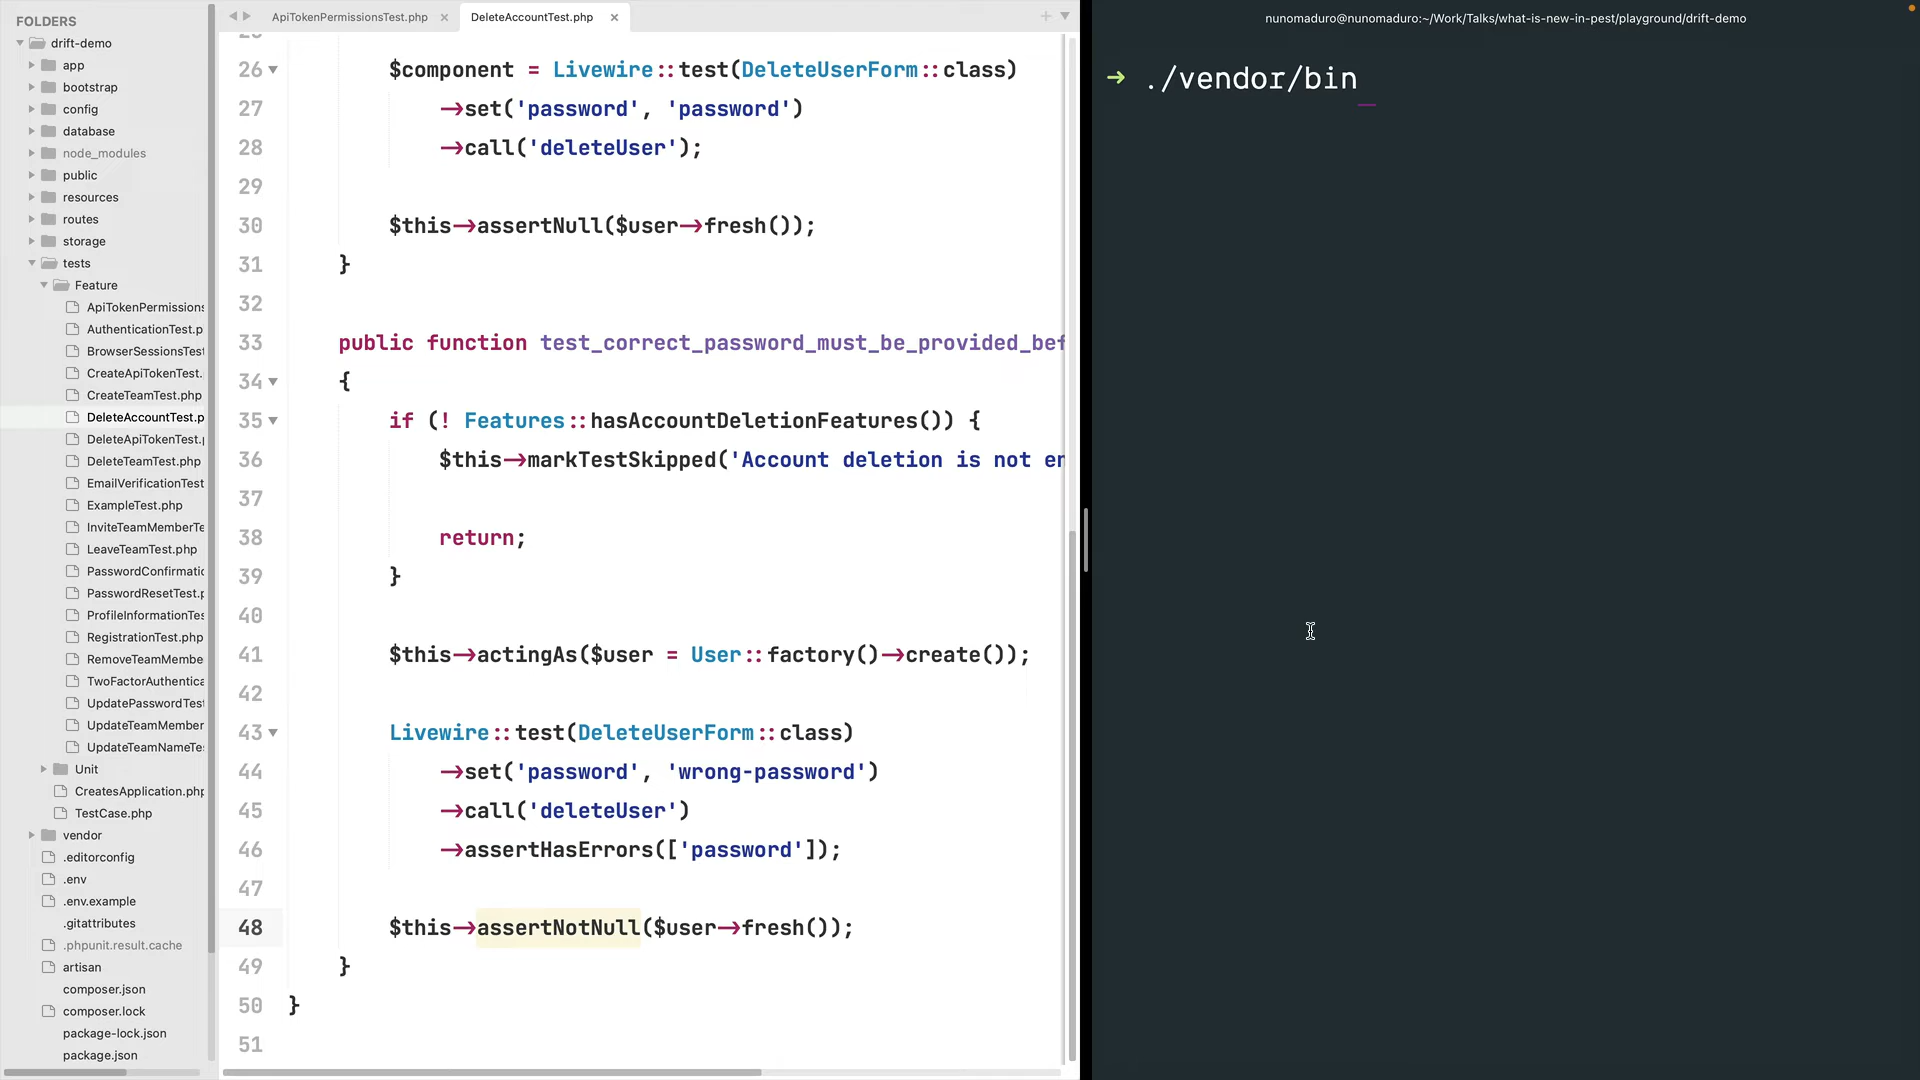 FOLDERS
drift-demo
app
bootstrap
config
database
node_modules
public
resources
routes
storage
tests
Feature
ApiTokenPermissions
AuthenticationTest.p
BrowserSessionsTest
CreateApiTokenTest.
CreateTeamTest.php
DeleteAccountTest.p
DeleteApiTokenTest.
DeleteTeamTest.php
EmailVerificationTest
ExampleTest.php
InviteTeamMemberTe
LeaveTeamTest.php
PasswordConfirmatic
PasswordResetTest.p
ProfileInformationTes
RegistrationTest.php
RemoveTeamMembe
TwoFactorAuthentica
UpdatePasswordTest
UpdateTeamMember
UpdateTeamNameTes
Unit
CreatesApplication.php
TestCase.php
vendor
.editorconfig
.env
.env.example
.gitattributes
.phpunit.result.cache
artisan
composer.json
composer.lock
package-lock.json
package.json
ApiTokenPermissionsTest.php × DeleteAccountTest.php ×
26 $component = Livewire::test(DeleteUserForm::class)
27 →set('password', 'password')
28 →call('deleteUser');
29
30 $this→assertNull($user→fresh());
31 }
32
33 public function test_correct_password_must_be_provided_bef
34 {
35 if (! Features::hasAccountDeletionFeatures()) {
36 $this→markTestSkipped('Account deletion is not en
37
38 return;
39 }
40
41 $this→actingAs($user = User::factory()→create());
42
43 Livewire::test(DeleteUserForm::class)
44 →set('password', 'wrong-password')
45 →call('deleteUser')
46 →assertHasErrors(['password']);
47
48 $this→assertNotNull($user→fresh());
49 }
50 }
51
nunomaduro@nunomaduro:~/Work/Talks/what-is-new-in-pest/playground/drift-demo
→ ./vendor/bin_